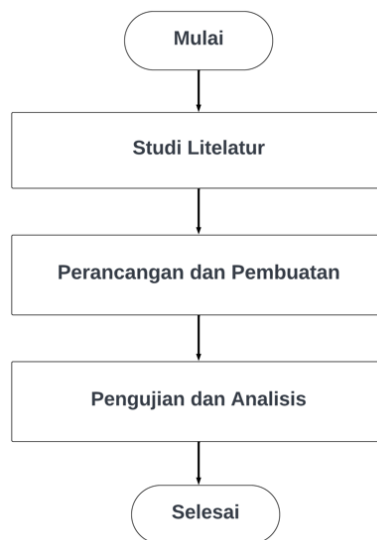 Mulai
Studi Litelatur
Perancangan dan Pembuatan
Pengujian dan Analisis
Selesai